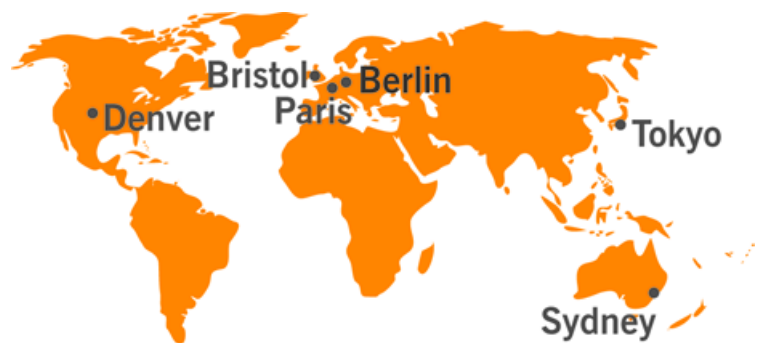 Bristol
Berlin
Paris
Denver
Tokyo
Sydney